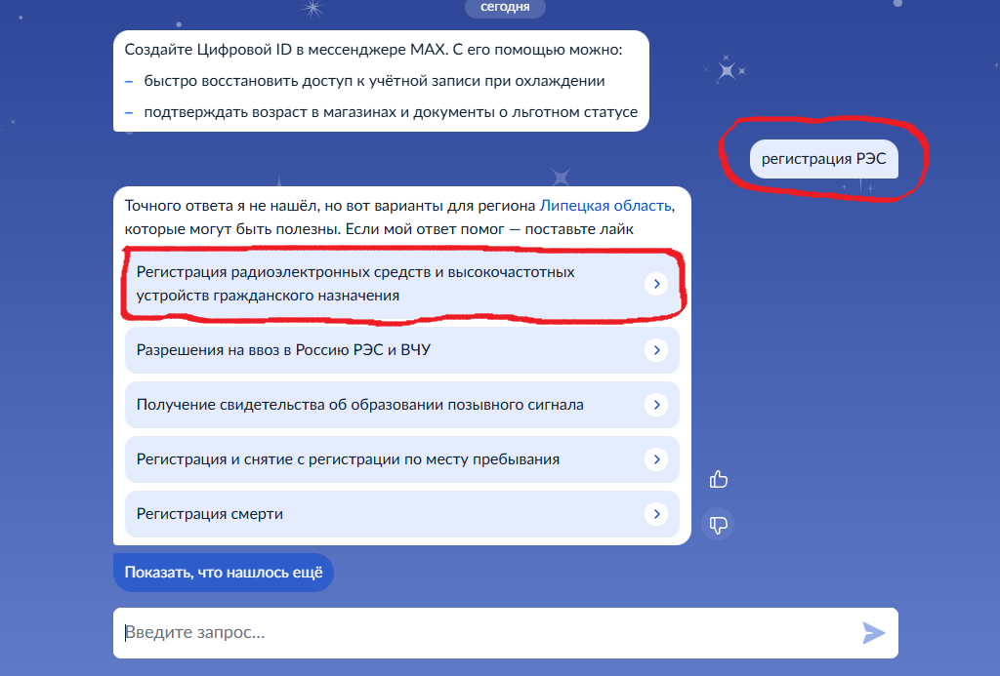 сегодня
Создайте Цифровой ID в мессенджере MAX. С его помощью можно:
– быстро восстановить доступ к учётной записи при охлаждении
– подтверждать возраст в магазинах и документы о льготном статусе
регистрация РЭС
Точного ответа я не нашёл, но вот варианты для региона Липецкая область,
которые могут быть полезны. Если мой ответ помог — поставьте лайк
Регистрация радиоэлектронных средств и высокочастотных
устройств гражданского назначения
Разрешения на ввоз в Россию РЭС и ВЧУ
Получение свидетельства об образовании позывного сигнала
Регистрация и снятие с регистрации по месту пребывания
Регистрация смерти
Показать, что нашлось ещё
Введите запрос...